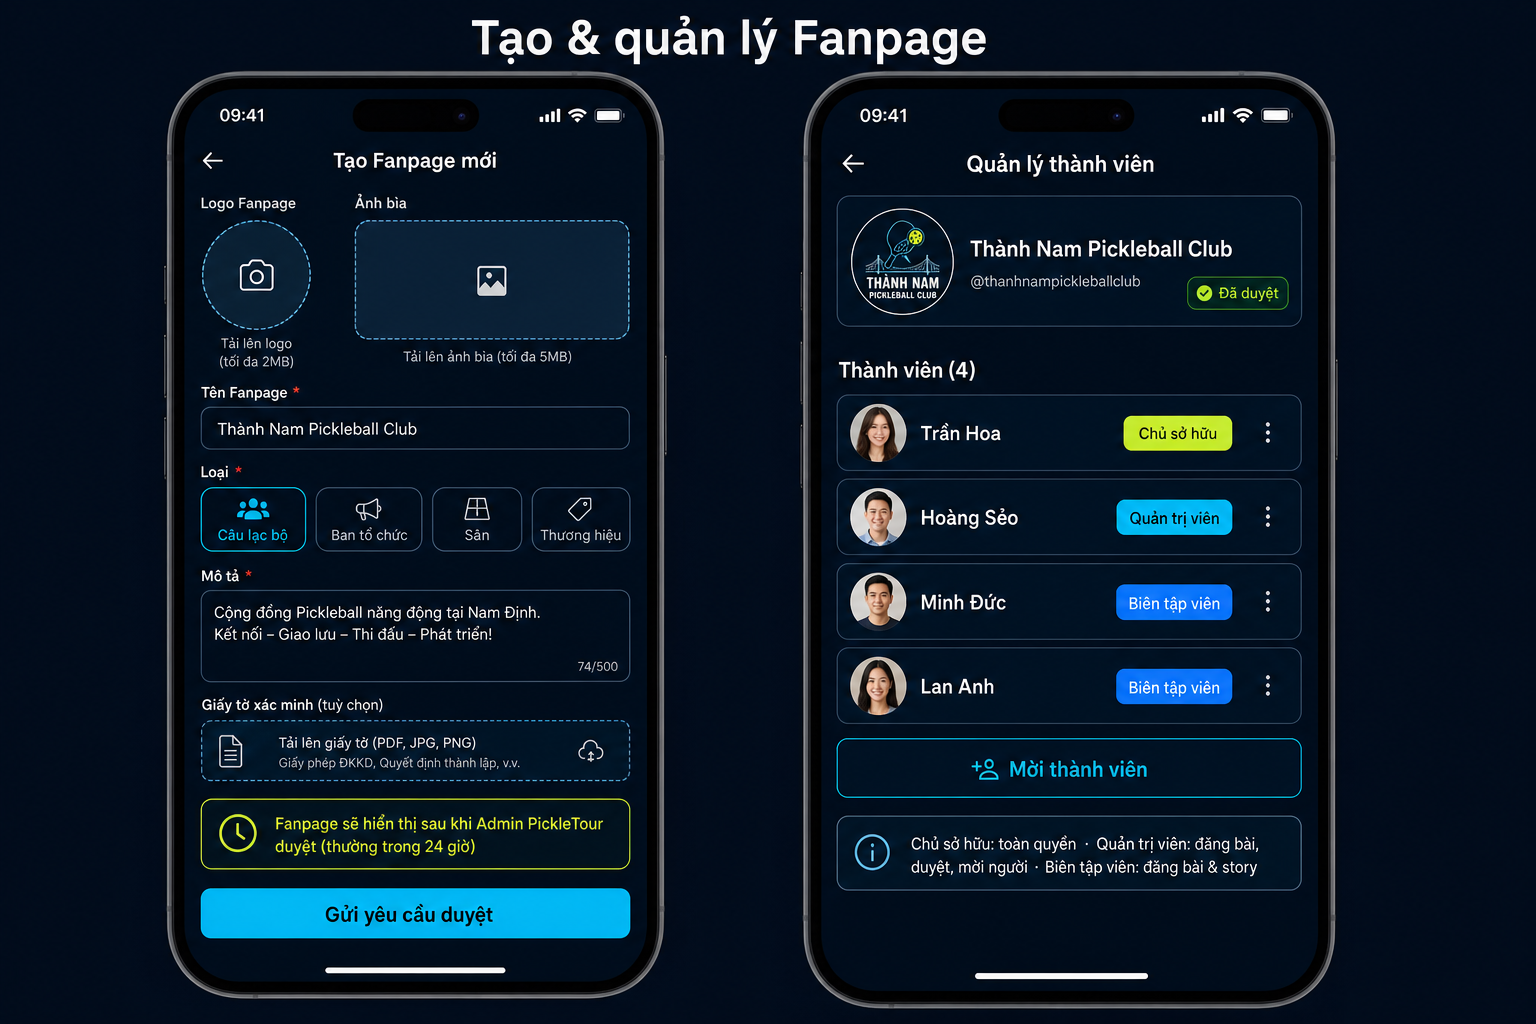 Tạo & quản lý Fanpage
09:41
Tạo Fanpage mới
Logo Fanpage
Ảnh bìa
Tải lên logo
(tối đa 2MB)
Tải lên ảnh bìa (tối đa 5MB)
Tên Fanpage *
Thành Nam Pickleball Club
Loại *
Câu lạc bộ
Ban tổ chức
Sân
Thương hiệu
Mô tả *
Cộng đồng Pickleball năng động tại Nam Định.
Kết nối – Giao lưu – Thi đấu – Phát triển!
74/500
Giấy tờ xác minh (tuỳ chọn)
Tải lên giấy tờ (PDF, JPG, PNG)
Giấy phép ĐKKD, Quyết định thành lập, v.v.
Fanpage sẽ hiển thị sau khi Admin PickleTour
duyệt (thường trong 24 giờ)
Gửi yêu cầu duyệt
09:41
Quản lý thành viên
THÀNH NAM
PICKLEBALL CLUB
Thành Nam Pickleball Club
@thanhnampickleballclub
Đã duyệt
Thành viên (4)
Trần Hoa
Chủ sở hữu
Hoàng Sẻo
Quản trị viên
Minh Đức
Biên tập viên
Lan Anh
Biên tập viên
Mời thành viên
Chủ sở hữu: toàn quyền · Quản trị viên: đăng bài,
duyệt, mời người · Biên tập viên: đăng bài & story